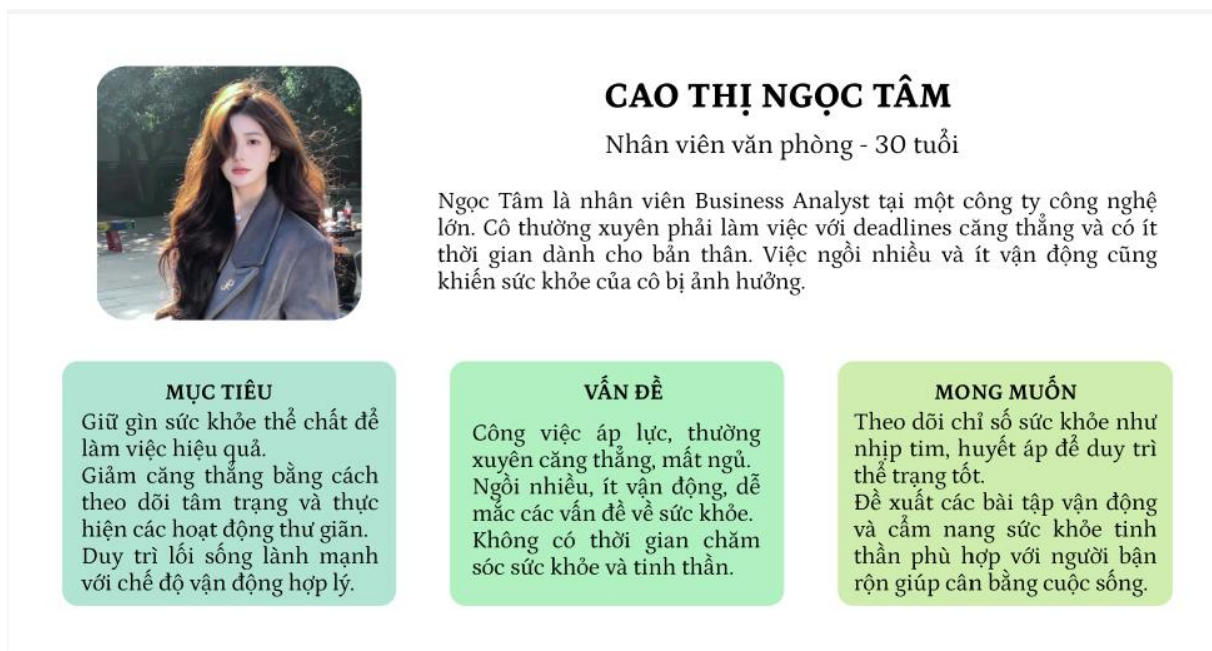 CAO THỊ NGỌC TÂM
Nhân viên văn phòng - 30 tuổi
Ngọc Tâm là nhân viên Business Analyst tại một công ty công nghệ
lớn. Cô thường xuyên phải làm việc với deadlines căng thẳng và có ít
thời gian dành cho bản thân. Việc ngồi nhiều và ít vận động cũng
khiến sức khỏe của cô bị ảnh hưởng.
MỤC TIÊU
Giữ gìn sức khỏe thể chất để
làm việc hiệu quả.
Giảm căng thẳng bằng cách
theo dõi tâm trạng và thực
hiện các hoạt động thư giãn.
Duy trì lối sống lành mạnh
với chế độ vận động hợp lý.
VẤN ĐỀ
Công việc áp lực, thường
xuyên căng thẳng, mất ngủ.
Ngồi nhiều, ít vận động, dễ
mắc các vấn đề về sức khỏe.
Không có thời gian chăm
sóc sức khỏe và tinh thần.
MONG MUỐN
Theo dõi chỉ số sức khỏe như
nhịp tim, huyết áp để duy trì
thể trạng tốt.
Đề xuất các bài tập vận động
và cẩm nang sức khỏe tinh
thần phù hợp với người bận
rộn giúp cân bằng cuộc sống.